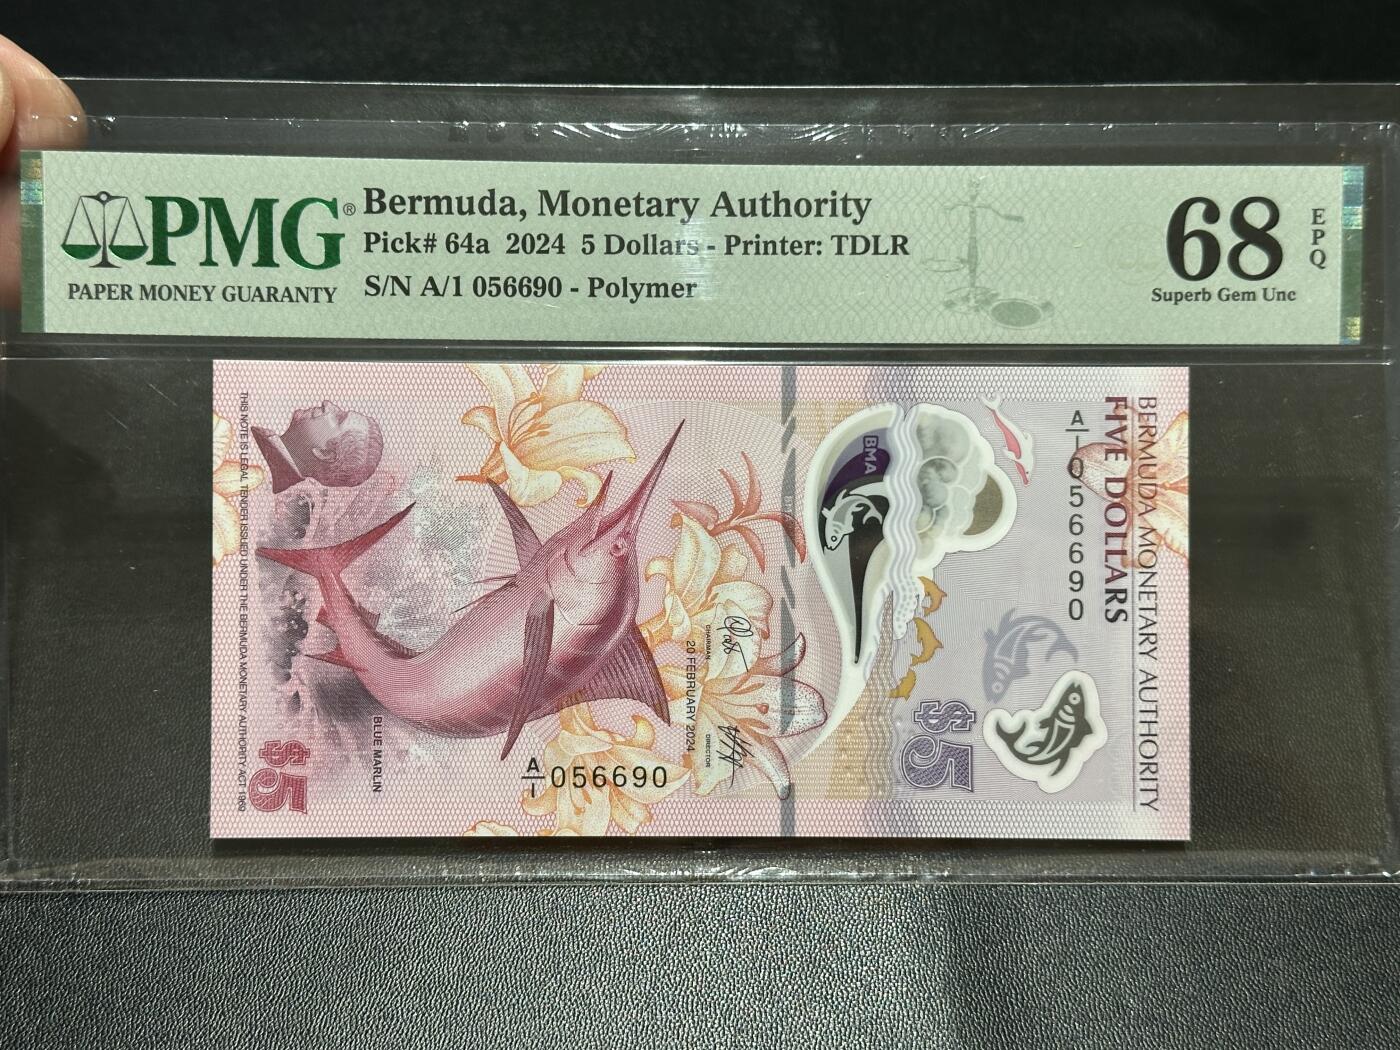 PMG®
PAPER MONEY GUARANTY
Bermuda, Monetary Authority
Pick# 64a 2024 5 Dollars - Printer: TDLR
S/N A/1 056690 - Polymer
68
EPQ
Superb Gem Unc
THIS NOTE IS LEGAL TENDER ISSUED UNDER THE BERMUDA MONETARY AUTHORITY ACT 1969
$5
BLUE MARLIN
A/1 056690
CHAIRMAN
20 FEBRUARY 2024
DIRECTOR
BMA
$5
A/1 056690
FIVE DOLLARS
BERMUDA MONETARY AUTHORITY